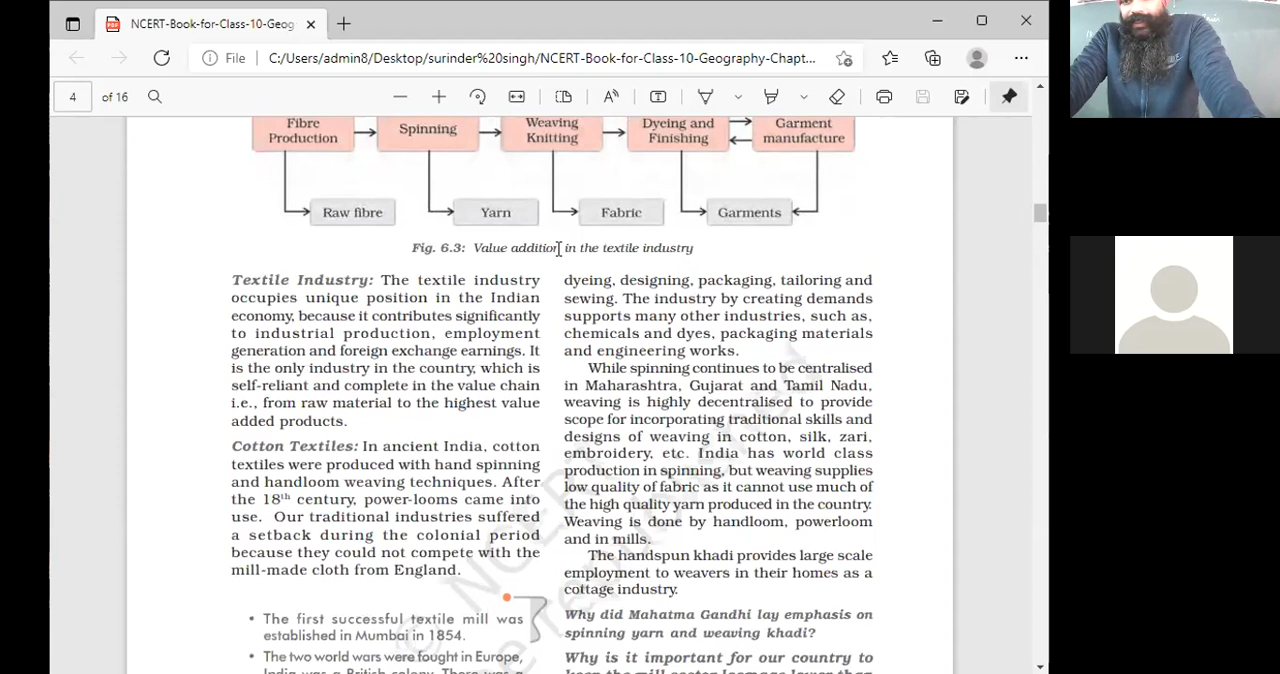 NCERT-Book-for-Class-10-Geog
File
C:/Users/admin8/Desktop/surinder%20singh/NCERT-Book-for-Class-10-Geography-Chapt...
4 of 16
Fibre
Production
Spinning
Weaving
Knitting
Dyeing and
Finishing
Garment
manufacture
Raw fibre
Yarn
Fabric
Garments
Fig. 6.3: Value addition in the textile industry
Textile Industry: The textile industry
occupies unique position in the Indian
economy, because it contributes significantly
to industrial production, employment
generation and foreign exchange earnings. It
is the only industry in the country, which is
self-reliant and complete in the value chain
i.e., from raw material to the highest value
added products.
Cotton Textiles: In ancient India, cotton
textiles were produced with hand spinning
and handloom weaving techniques. After
the 18th century, power-looms came into
use. Our traditional industries suffered
a setback during the colonial period
because they could not compete with the
mill-made cloth from England.
• The first successful textile mill was
established in Mumbai in 1854.
• The two world wars were fought in Europe,
India was a British colony. There was a
dyeing, designing, packaging, tailoring and
sewing. The industry by creating demands
supports many other industries, such as,
chemicals and dyes, packaging materials
and engineering works.
While spinning continues to be centralised
in Maharashtra, Gujarat and Tamil Nadu,
weaving is highly decentralised to provide
scope for incorporating traditional skills and
designs of weaving in cotton, silk, zari,
embroidery, etc. India has world class
production in spinning, but weaving supplies
low quality of fabric as it cannot use much of
the high quality yarn produced in the country.
Weaving is done by handloom, powerloom
and in mills.
The handspun khadi provides large scale
employment to weavers in their homes as a
cottage industry.
Why did Mahatma Gandhi lay emphasis on
spinning yarn and weaving khadi?
Why is it important for our country to
keep the mill sector loomage lower than
© NCERT